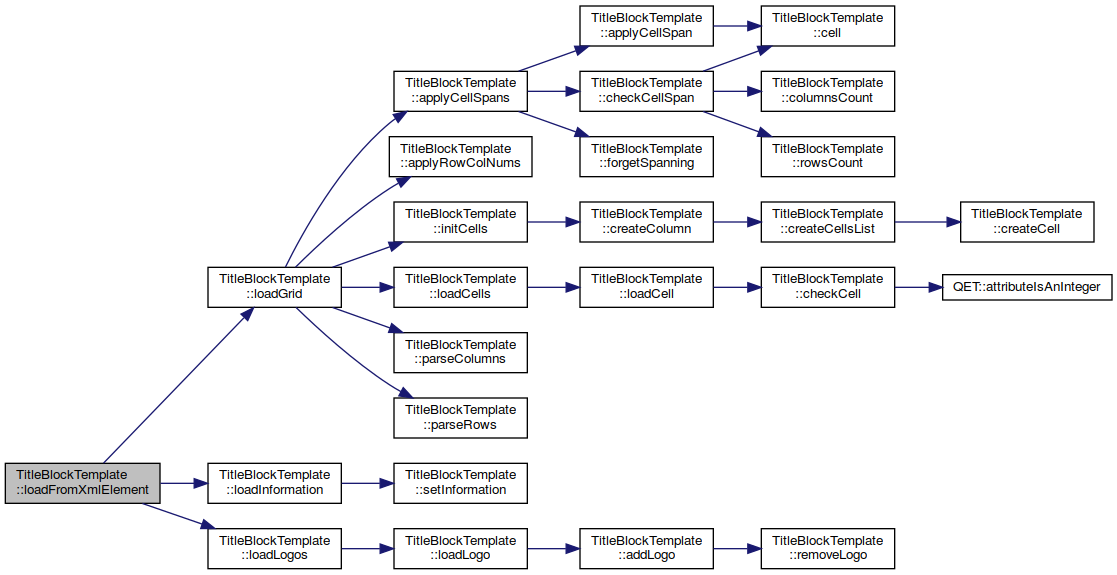 TitleBlockTemplate
::applyCellSpan
TitleBlockTemplate
::cell
TitleBlockTemplate
::applyCellSpans
TitleBlockTemplate
::checkCellSpan
TitleBlockTemplate
::columnsCount
TitleBlockTemplate
::applyRowColNums
TitleBlockTemplate
::forgetSpanning
TitleBlockTemplate
::rowsCount
TitleBlockTemplate
::initCells
TitleBlockTemplate
::createColumn
TitleBlockTemplate
::createCellsList
TitleBlockTemplate
::createCell
TitleBlockTemplate
::loadGrid
TitleBlockTemplate
::loadCells
TitleBlockTemplate
::loadCell
TitleBlockTemplate
::checkCell
QET::attributeIsAnInteger
TitleBlockTemplate
::parseColumns
TitleBlockTemplate
::parseRows
TitleBlockTemplate
::loadFromXmlElement
TitleBlockTemplate
::loadInformation
TitleBlockTemplate
::setInformation
TitleBlockTemplate
::loadLogos
TitleBlockTemplate
::loadLogo
TitleBlockTemplate
::addLogo
TitleBlockTemplate
::removeLogo